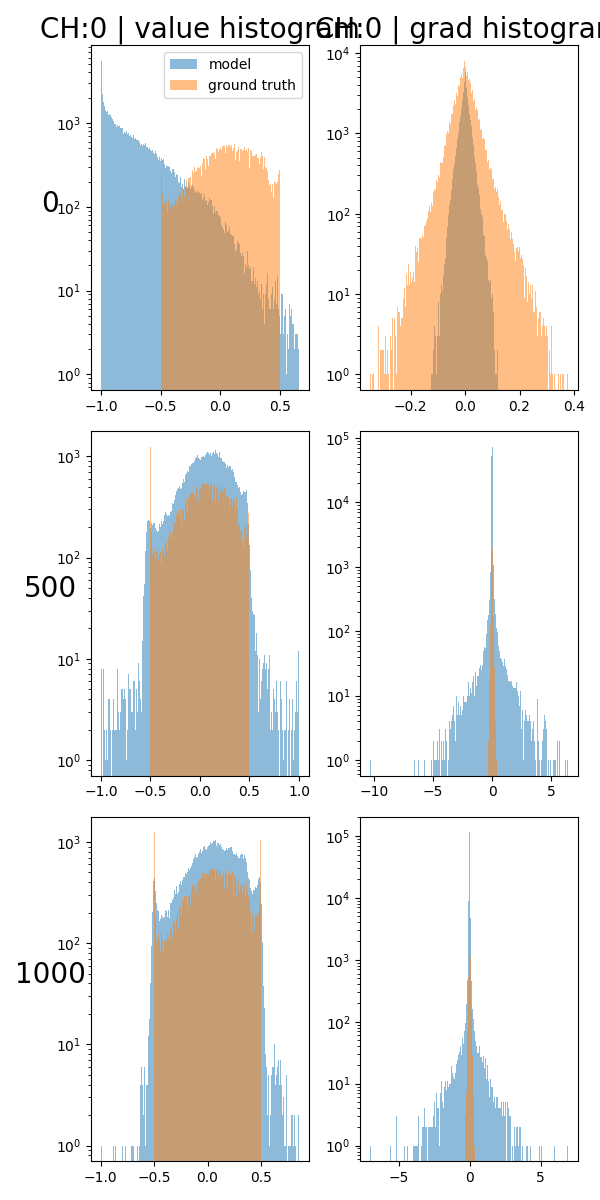 CH:0 | value histogram
CH:0 | grad histogram
model
ground truth
10⁰ 10¹ 10² 10³
−1.0 −0.5 0.0 0.5
0
10⁰ 10¹ 10² 10³ 10⁴
−0.2 0.0 0.2 0.4
10⁰ 10¹ 10² 10³
−1.0 −0.5 0.0 0.5 1.0
500
10⁰ 10¹ 10² 10³ 10⁴ 10⁵
−10 −5 0 5
10⁰ 10¹ 10² 10³
−1.0 −0.5 0.0 0.5
1000
10⁰ 10¹ 10² 10³ 10⁴ 10⁵
−5 0 5